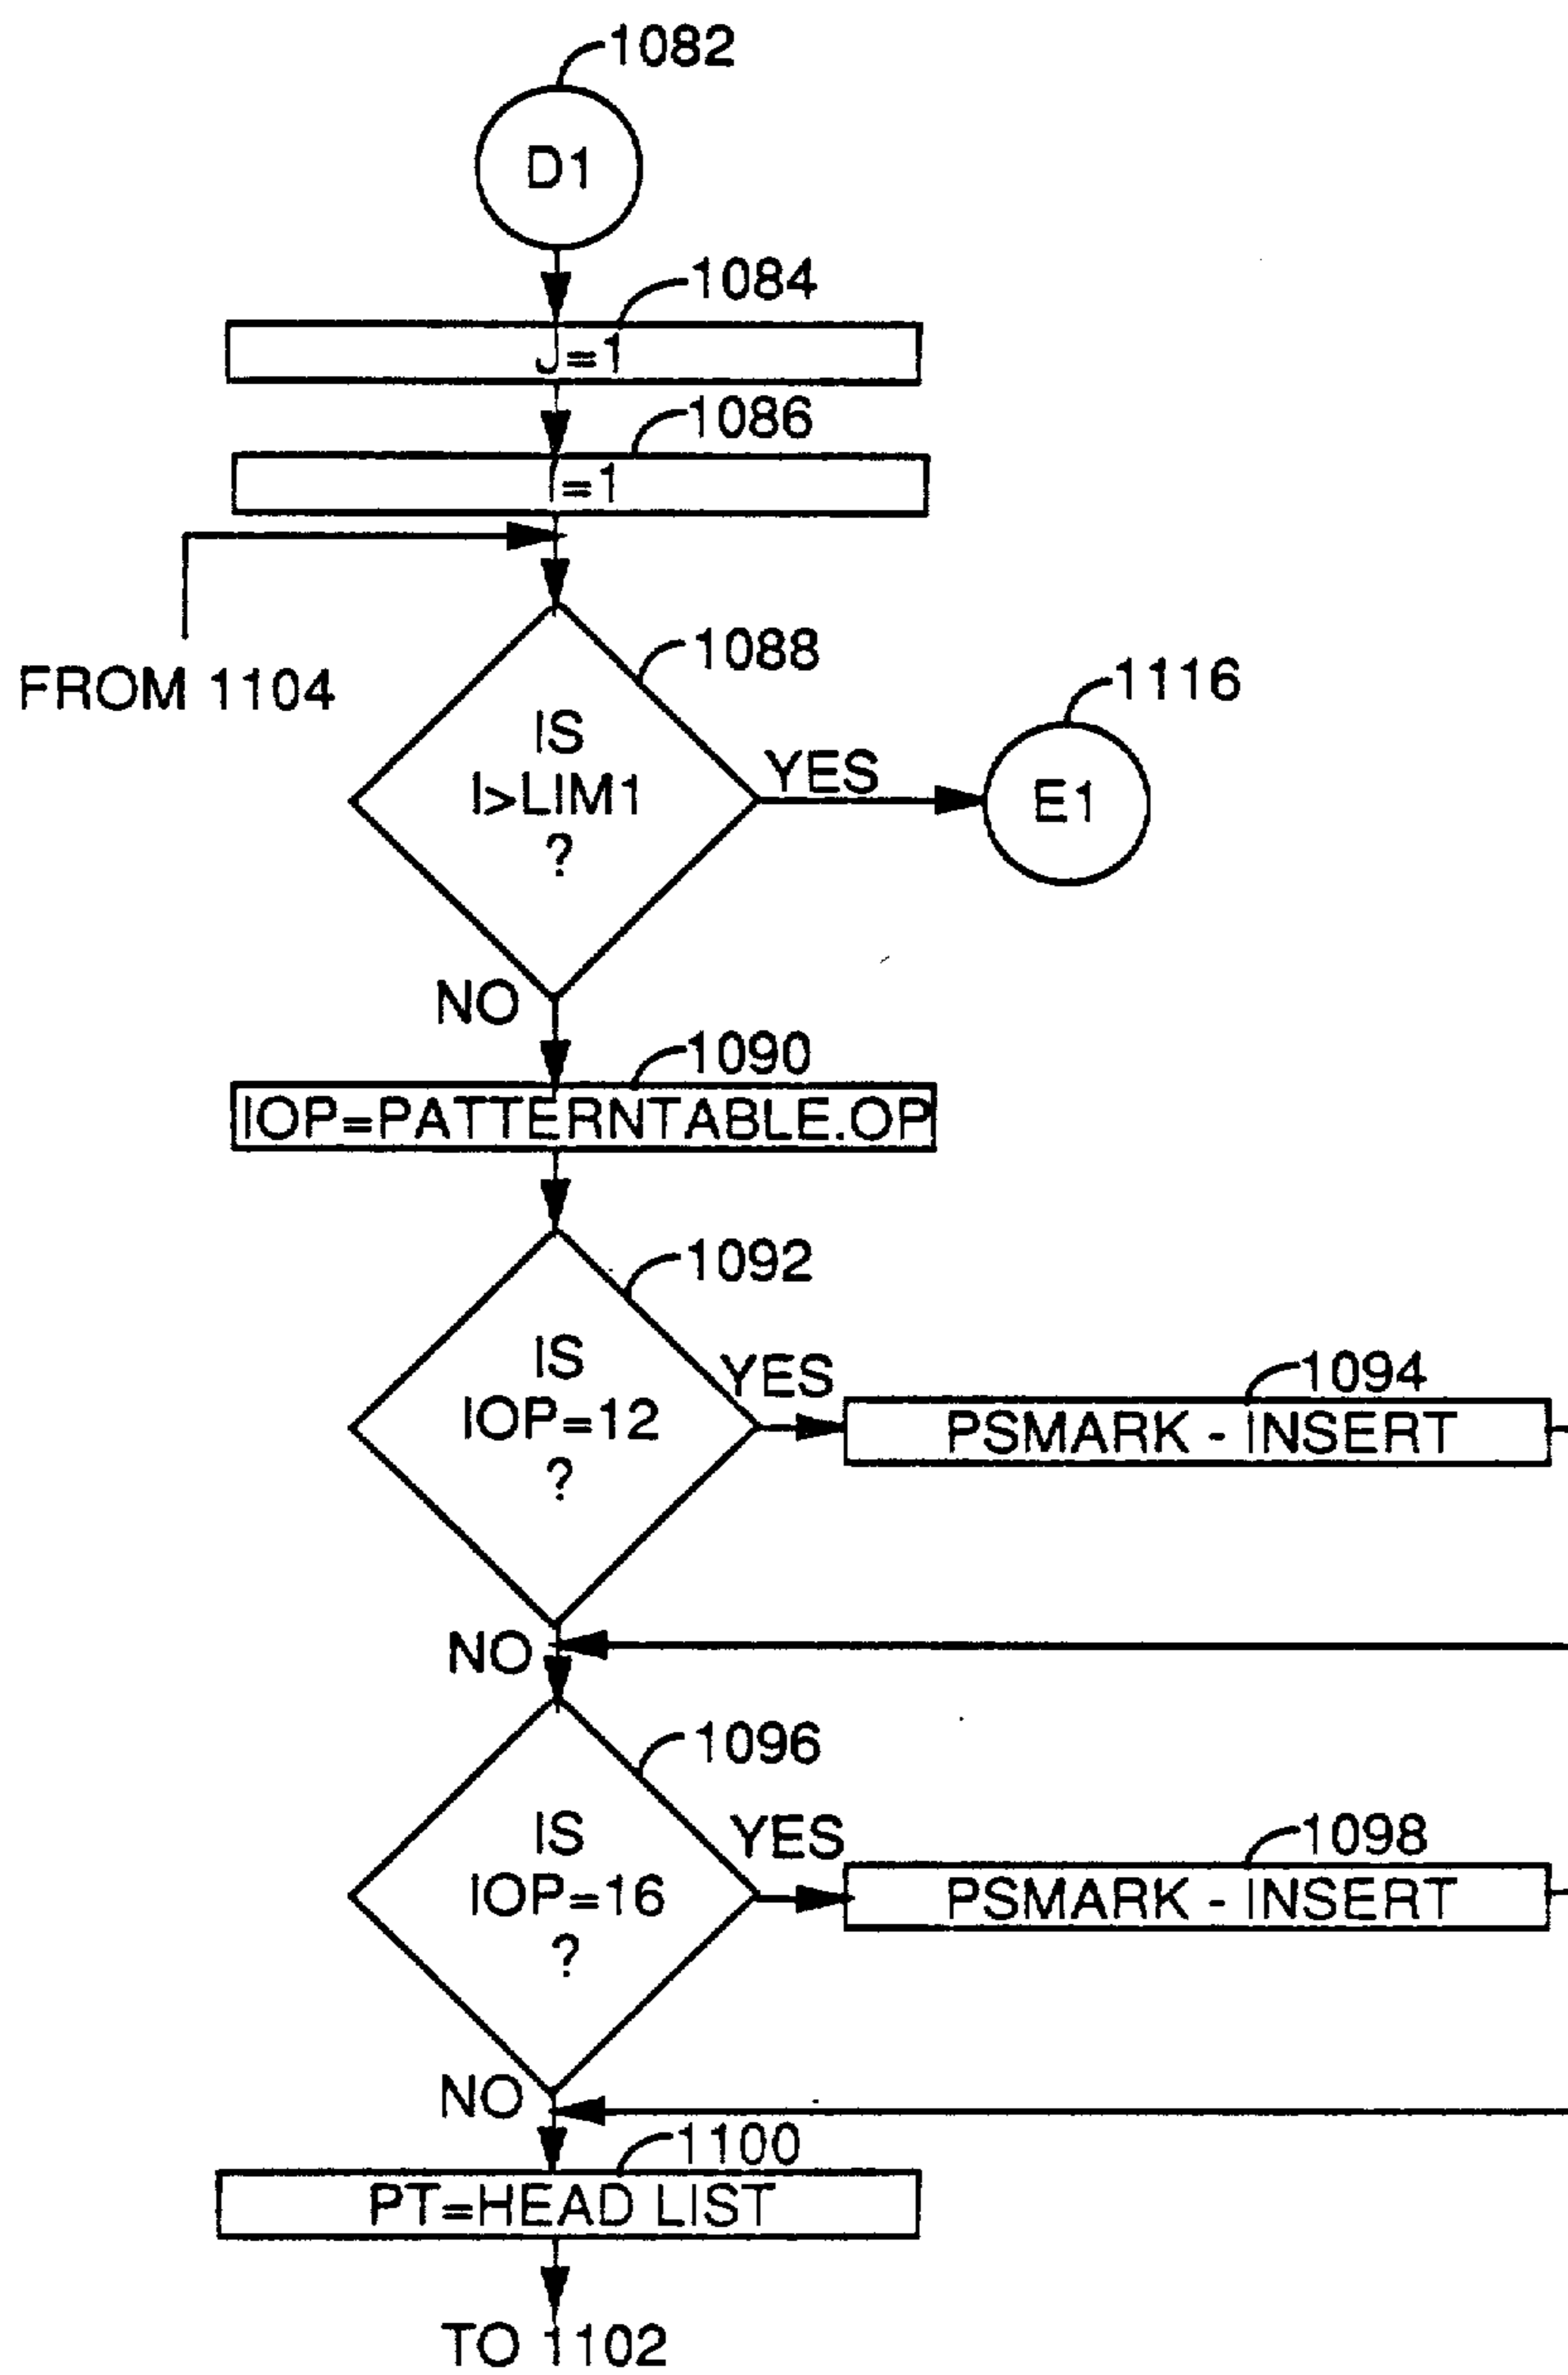 1082
D1
1084
J=1
1086
I=1
FROM 1104
1088
IS
I>LIM1
?
YES
1116
E1
NO
1090
IOP=PATTERNTABLE.OP
1092
IS
IOP=12
?
YES
1094
PSMARK - INSERT
NO
1096
IS
IOP=16
?
YES
1098
PSMARK - INSERT
NO
1100
PT=HEAD LIST
TO 1102